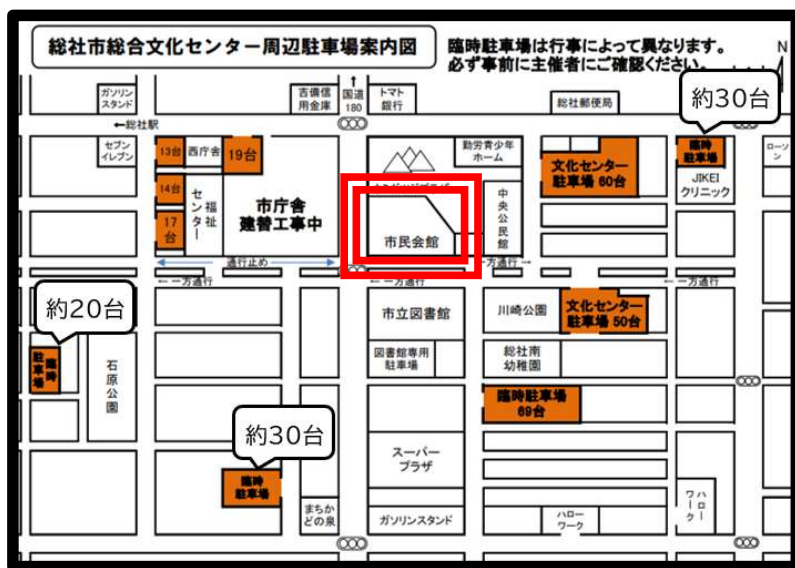 総社市総合文化センター周辺駐車場案内図
臨時駐車場は行事によって異なります。
必ず事前に主催者にご確認ください。
N
ガソリン
スタンド
吉備信
用金庫
↑
国道
180
トマト
銀行
総社郵便局
約30台
←総社駅
セブン
イレブン
13台
西庁舎
19台
勤労青少年
ホーム
文化センター
駐車場 60台
臨時
駐車場
JIKEI
クリニック
ローソ
ン
14台
17
台
福祉
センター
市庁舎
建替工事中
市民会館
中央公民館
通行止め
一方通行→
←一方通行
←一方通行
←一方通行
約20台
臨時
駐車場
石原公園
市立図書館
川崎公園
文化センター
駐車場 50台
図書館専用
駐車場
総社南
幼稚園
臨時駐車場
69台
約30台
臨時
駐車場
スーパー
プラザ
まちか
どの泉
ガソリンスタンド
ハロー
ワーク
ハロー
ワーク